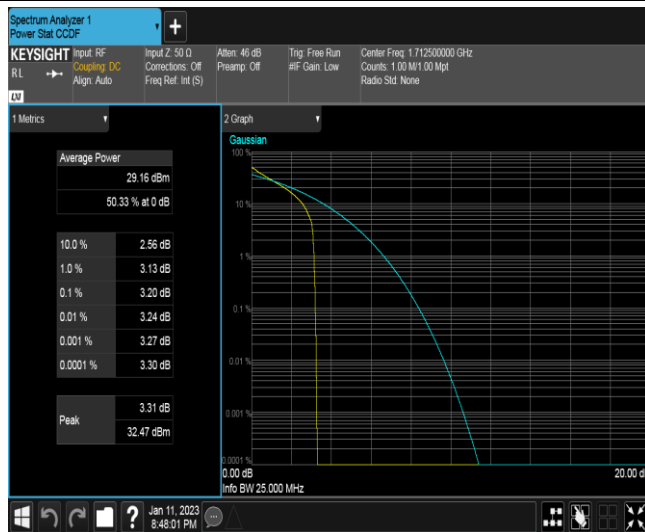 Spectrum Analyzer 1
Power Stat CCDF
+
KEYSIGHT
RL
LXI
Input: RF
Coupling: DC
Align: Auto
Input Z: 50 Ω
Corrections: Off
Freq Ref: Int (S)
Atten: 46 dB
Preamp: Off
Trig: Free Run
#IF Gain: Low
Center Freq: 1.712500000 GHz
Counts: 1.00 M/1.00 Mpt
Radio Std: None
1 Metrics
Average Power
29.16 dBm
50.33 % at 0 dB
10.0 % 2.56 dB
1.0 % 3.13 dB
0.1 % 3.20 dB
0.01 % 3.24 dB
0.001 % 3.27 dB
0.0001 % 3.30 dB
Peak
3.31 dB
32.47 dBm
2 Graph
Gaussian
100 %
10 %
1 %
0.1 %
0.01 %
0.001 %
0.0001 %
0.00 dB
20.00 d
Info BW 25.000 MHz
?
Jan 11, 2023
8:48:01 PM